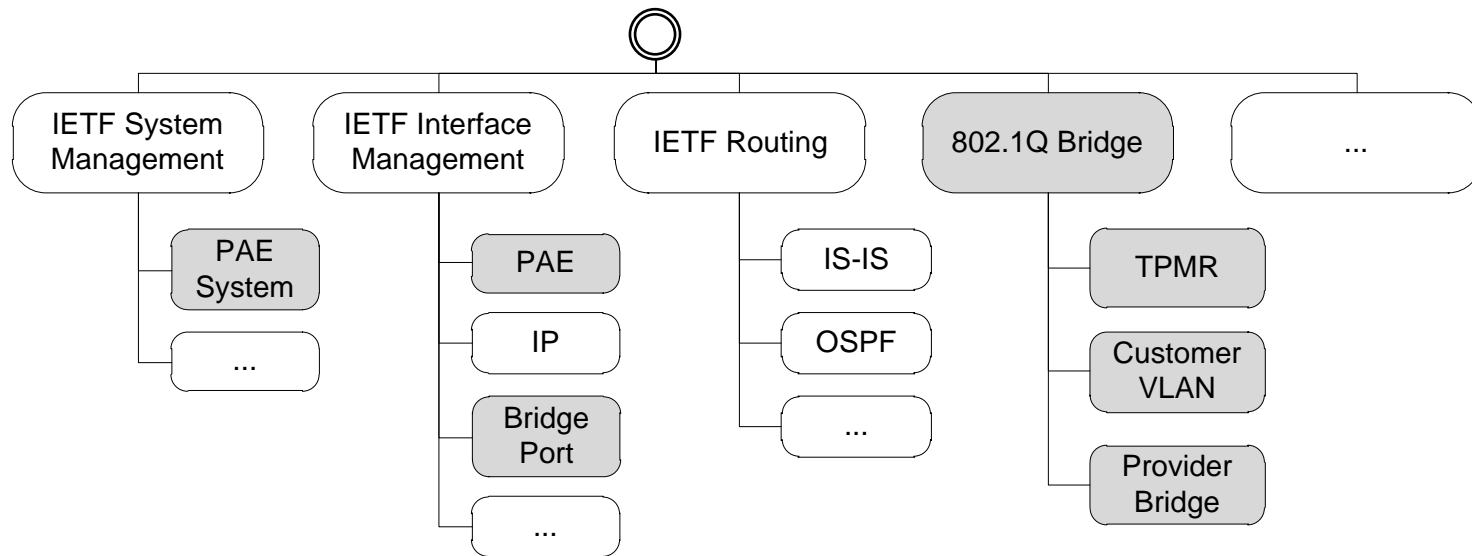 IETF System
Management
IETF Interface
Management
IETF Routing
802.1Q Bridge
...
PAE
System
...
PAE
IP
Bridge
Port
...
IS-IS
OSPF
...
TPMR
Customer
VLAN
Provider
Bridge